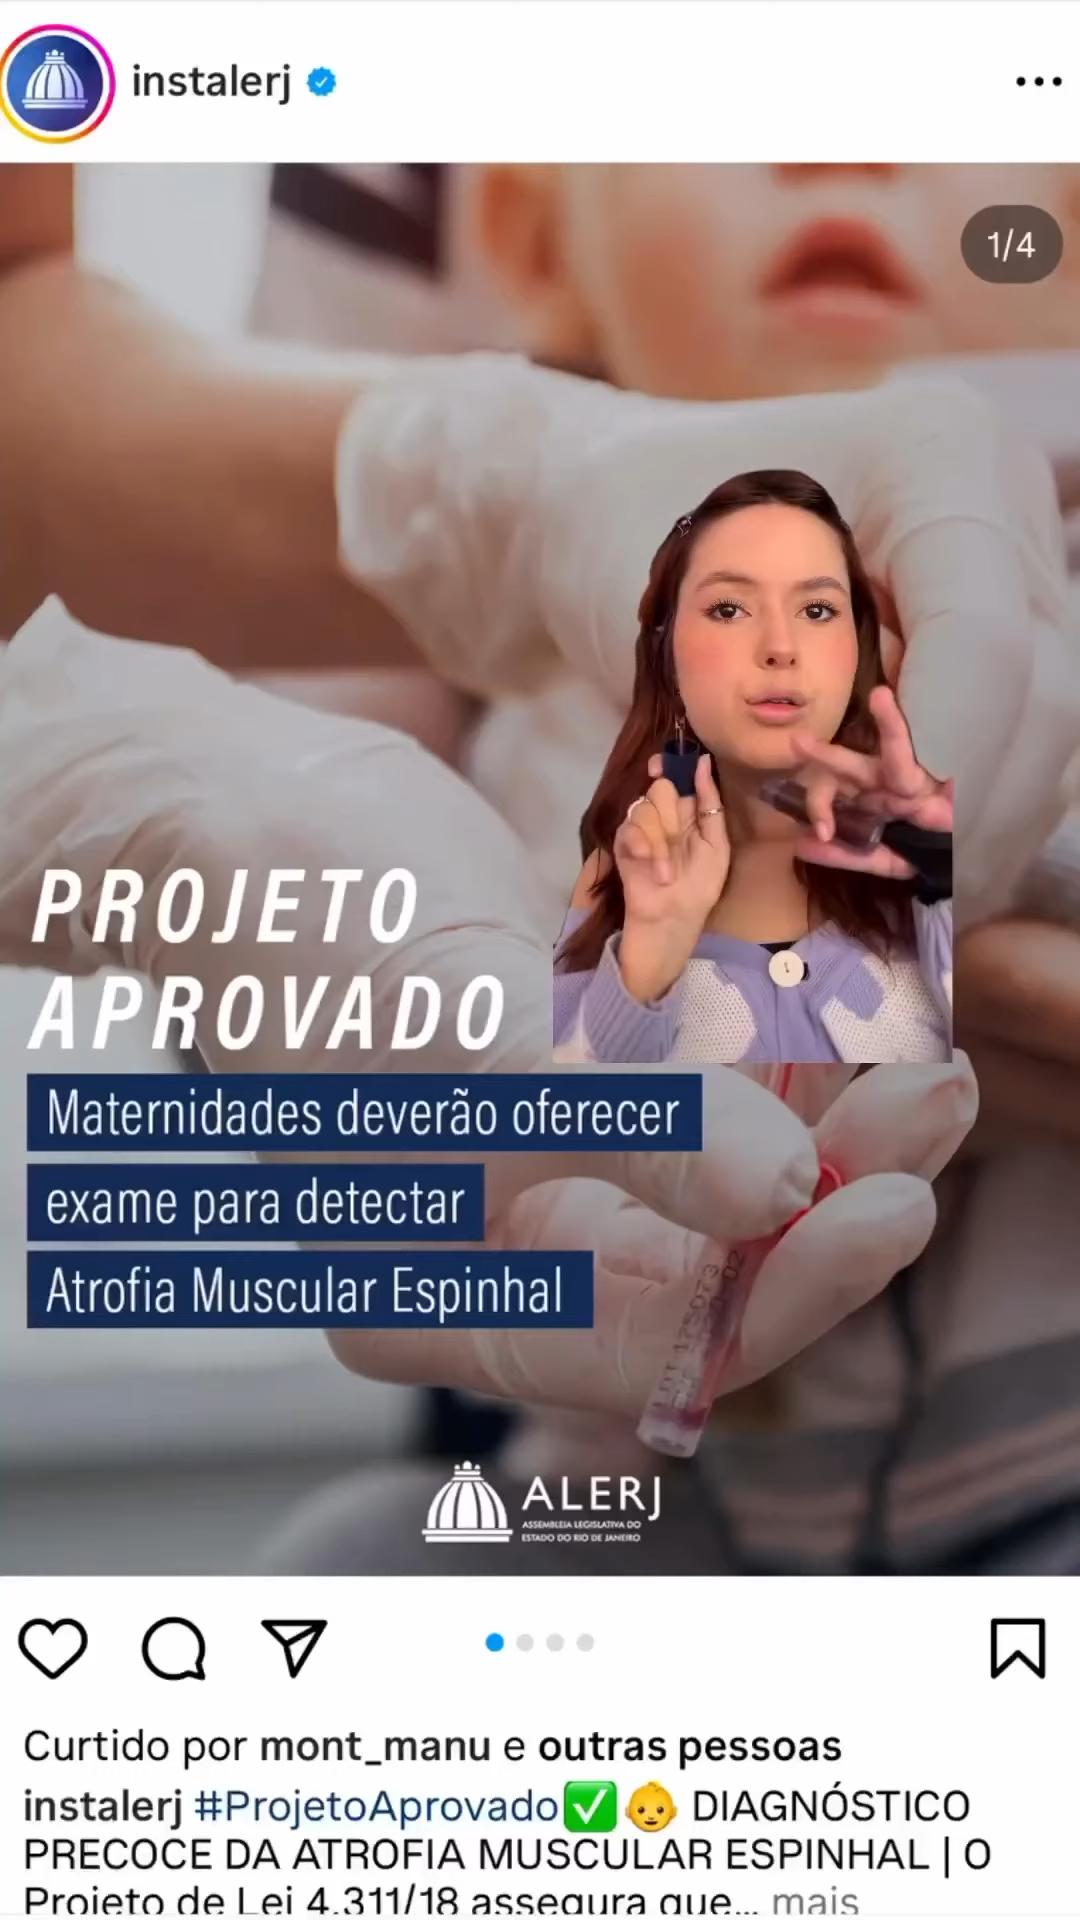 instalerj
1/4
PROJETO
APROVADO
Maternidades deverão oferecer
exame para detectar
Atrofia Muscular Espinhal
ALERJ
ASSEMBLEIA LEGISLATIVA DO
ESTADO DO RIO DE JANEIRO
Curtido por mont_manu e outras pessoas
instalerj #ProjetoAprovado✅👶 DIAGNÓSTICO
PRECOCE DA ATROFIA MUSCULAR ESPINHAL | O
Projeto de Lei 4.311/18 assegura que... mais